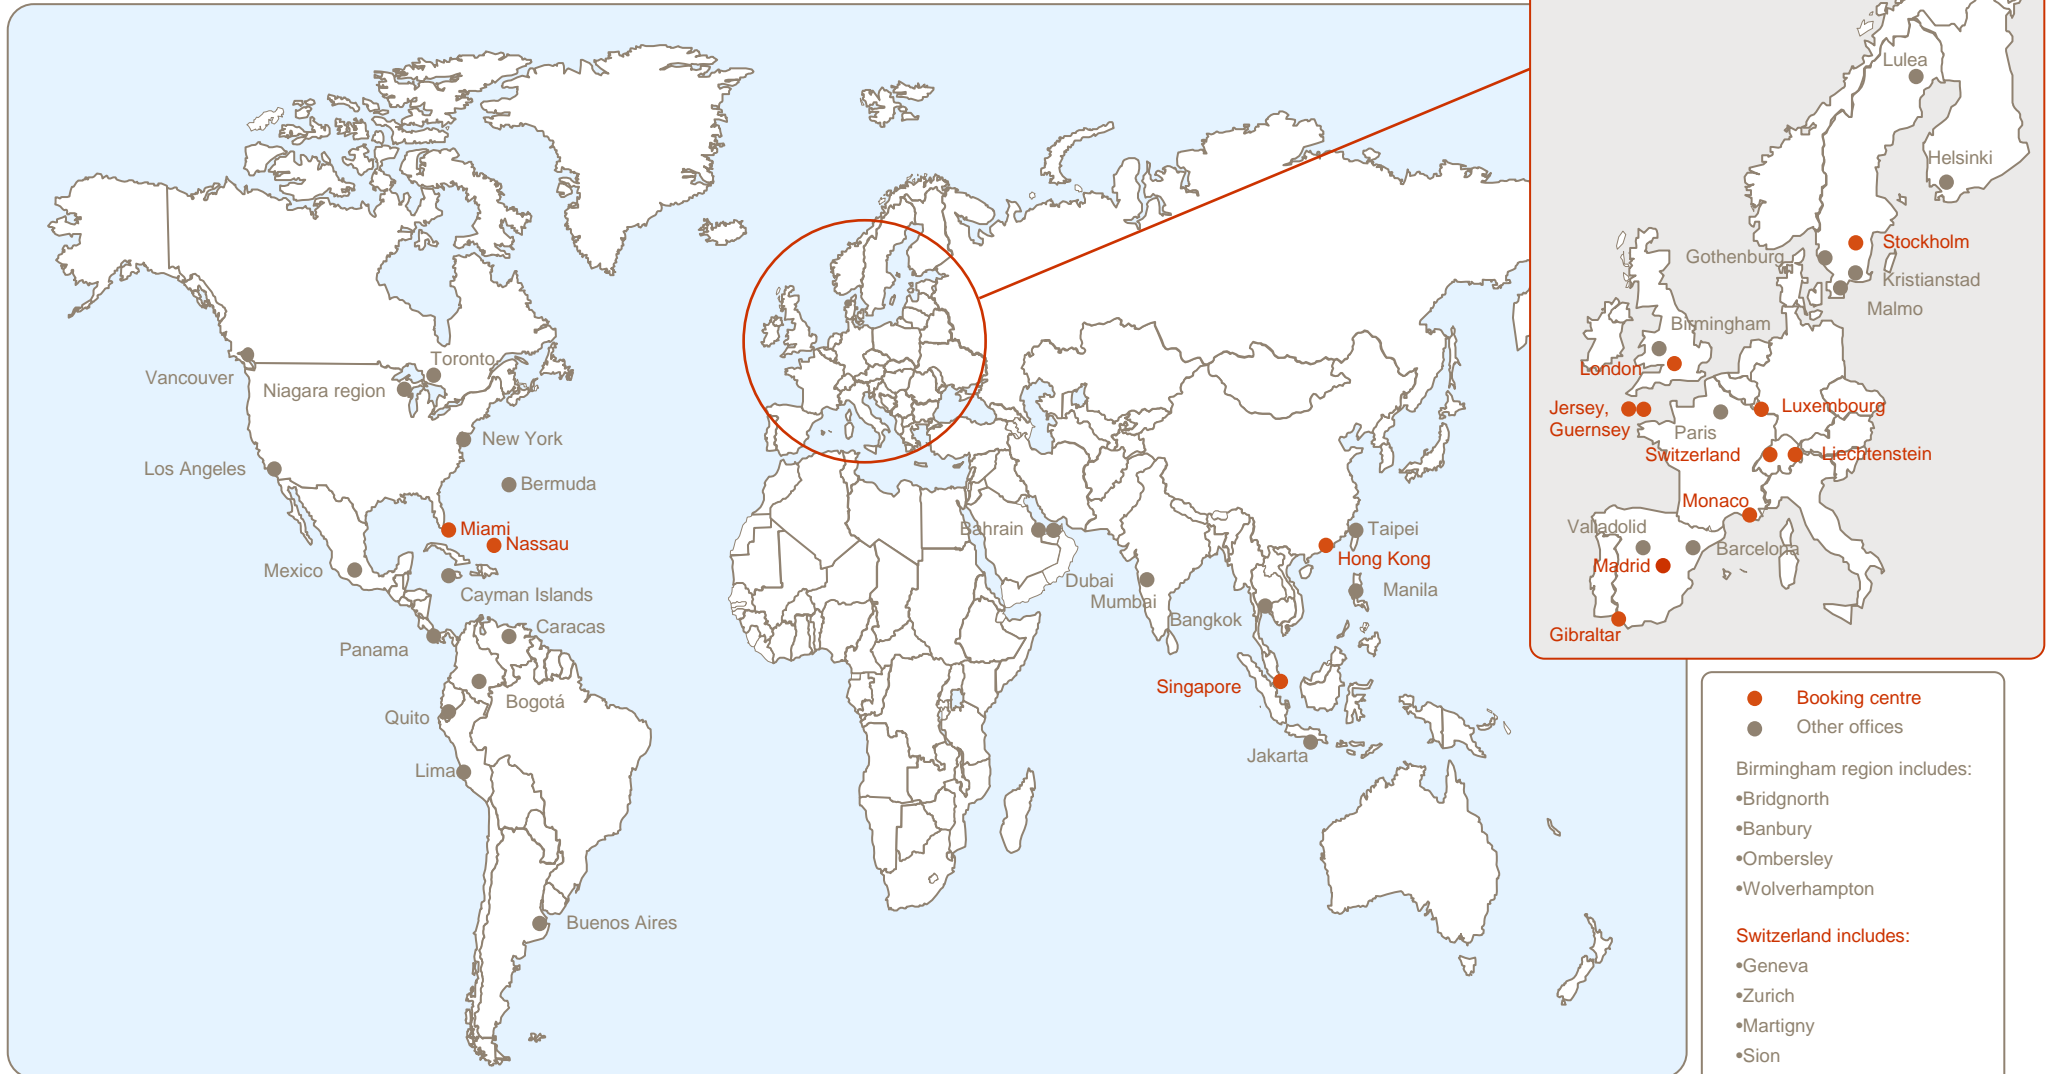 Vancouver
Toronto
Niagara region
New York
Los Angeles
Bermuda
Miami
Nassau
Mexico
Cayman Islands
Caracas
Panama
Bogotá
Quito
Lima
Buenos Aires
Bahrain
Dubai
Mumbai
Bangkok
Taipei
Hong Kong
Manila
Singapore
Jakarta
Lulea
Helsinki
Stockholm
Gothenburg
Kristianstad
Malmo
Birmingham
London
Jersey,
Guernsey
Luxembourg
Paris
Switzerland
Liechtenstein
Monaco
Valladolid
Barcelona
Madrid
Gibraltar
Booking centre
Other offices
Birmingham region includes:
•Bridgnorth
•Banbury
•Ombersley
•Wolverhampton
Switzerland includes:
•Geneva
•Zurich
•Martigny
•Sion